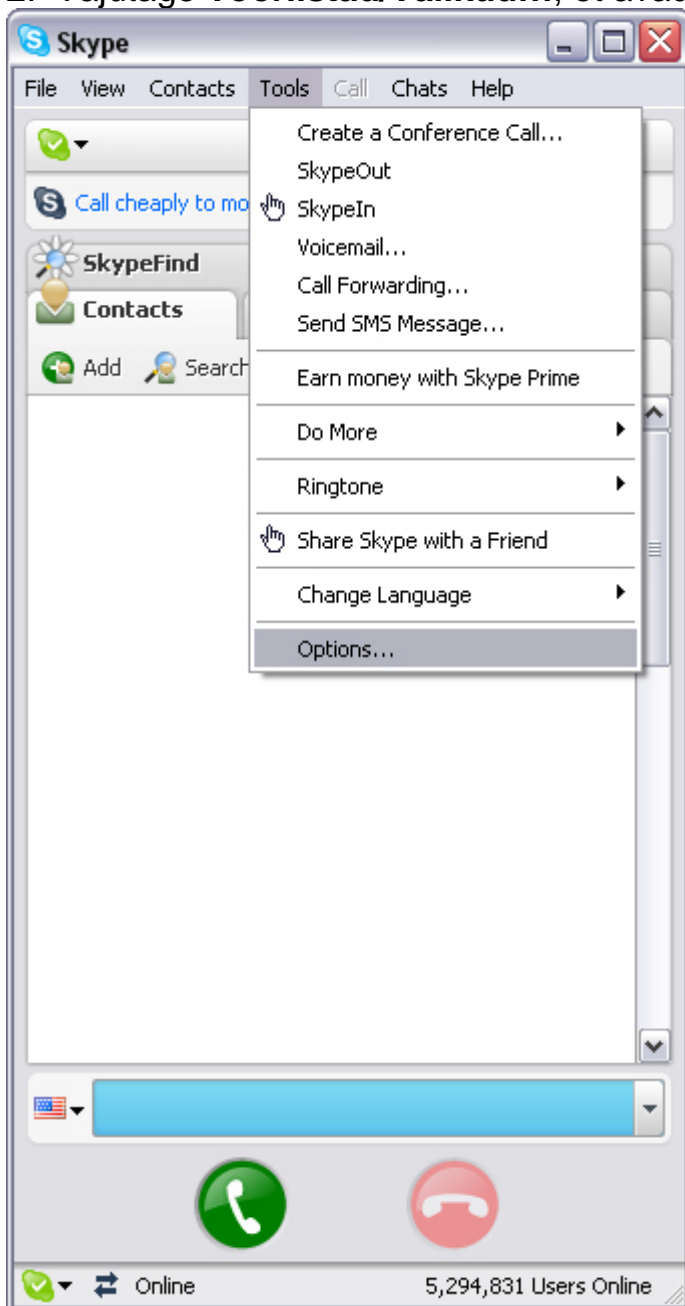 Skype
File View Contacts Tools Call Chats Help
Create a Conference Call...
SkypeOut
Call cheaply to mo
SkypeIn
Voicemail...
SkypeFind
Call Forwarding...
Contacts
Send SMS Message...
Add Search
Earn money with Skype Prime
Do More
Ringtone
Share Skype with a Friend
Change Language
Options...
Online 5,294,831 Users Online